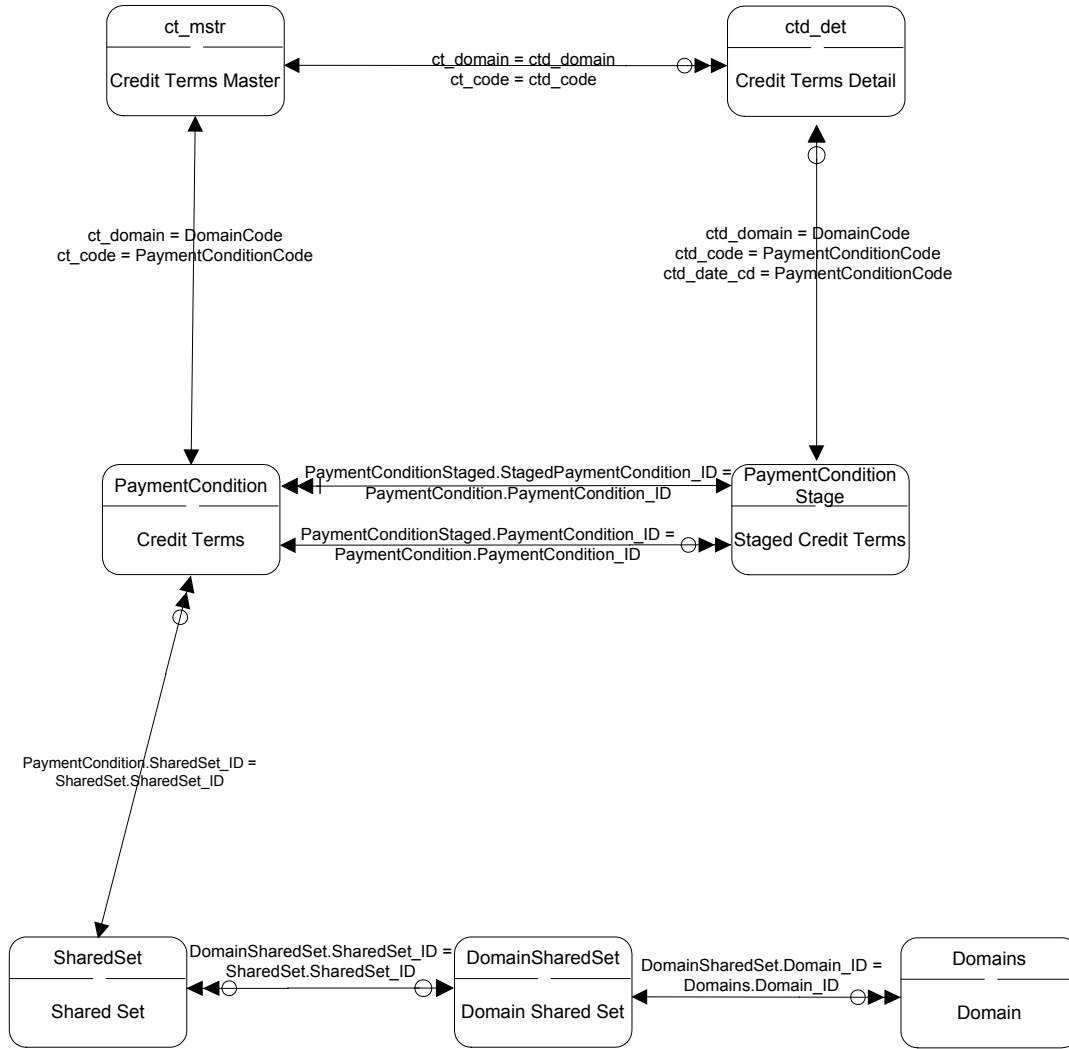 ct_mstr
Credit Terms Master
ct_domain = ctd_domain
ct_code = ctd_code
ctd_det
Credit Terms Detail
ct_domain = DomainCode
ct_code = PaymentConditionCode
ctd_domain = DomainCode
ctd_code = PaymentConditionCode
ctd_date_cd = PaymentConditionCode
PaymentCondition
Credit Terms
PaymentConditionStaged.StagedPaymentCondition_ID =
PaymentCondition.PaymentCondition_ID
PaymentConditionStaged.PaymentCondition_ID =
PaymentCondition.PaymentCondition_ID
PaymentCondition
Stage
Staged Credit Terms
PaymentCondition.SharedSet_ID =
SharedSet.SharedSet_ID
SharedSet
Shared Set
DomainSharedSet.SharedSet_ID =
SharedSet.SharedSet_ID
DomainSharedSet
Domain Shared Set
DomainSharedSet.Domain_ID =
Domains.Domain_ID
Domains
Domain